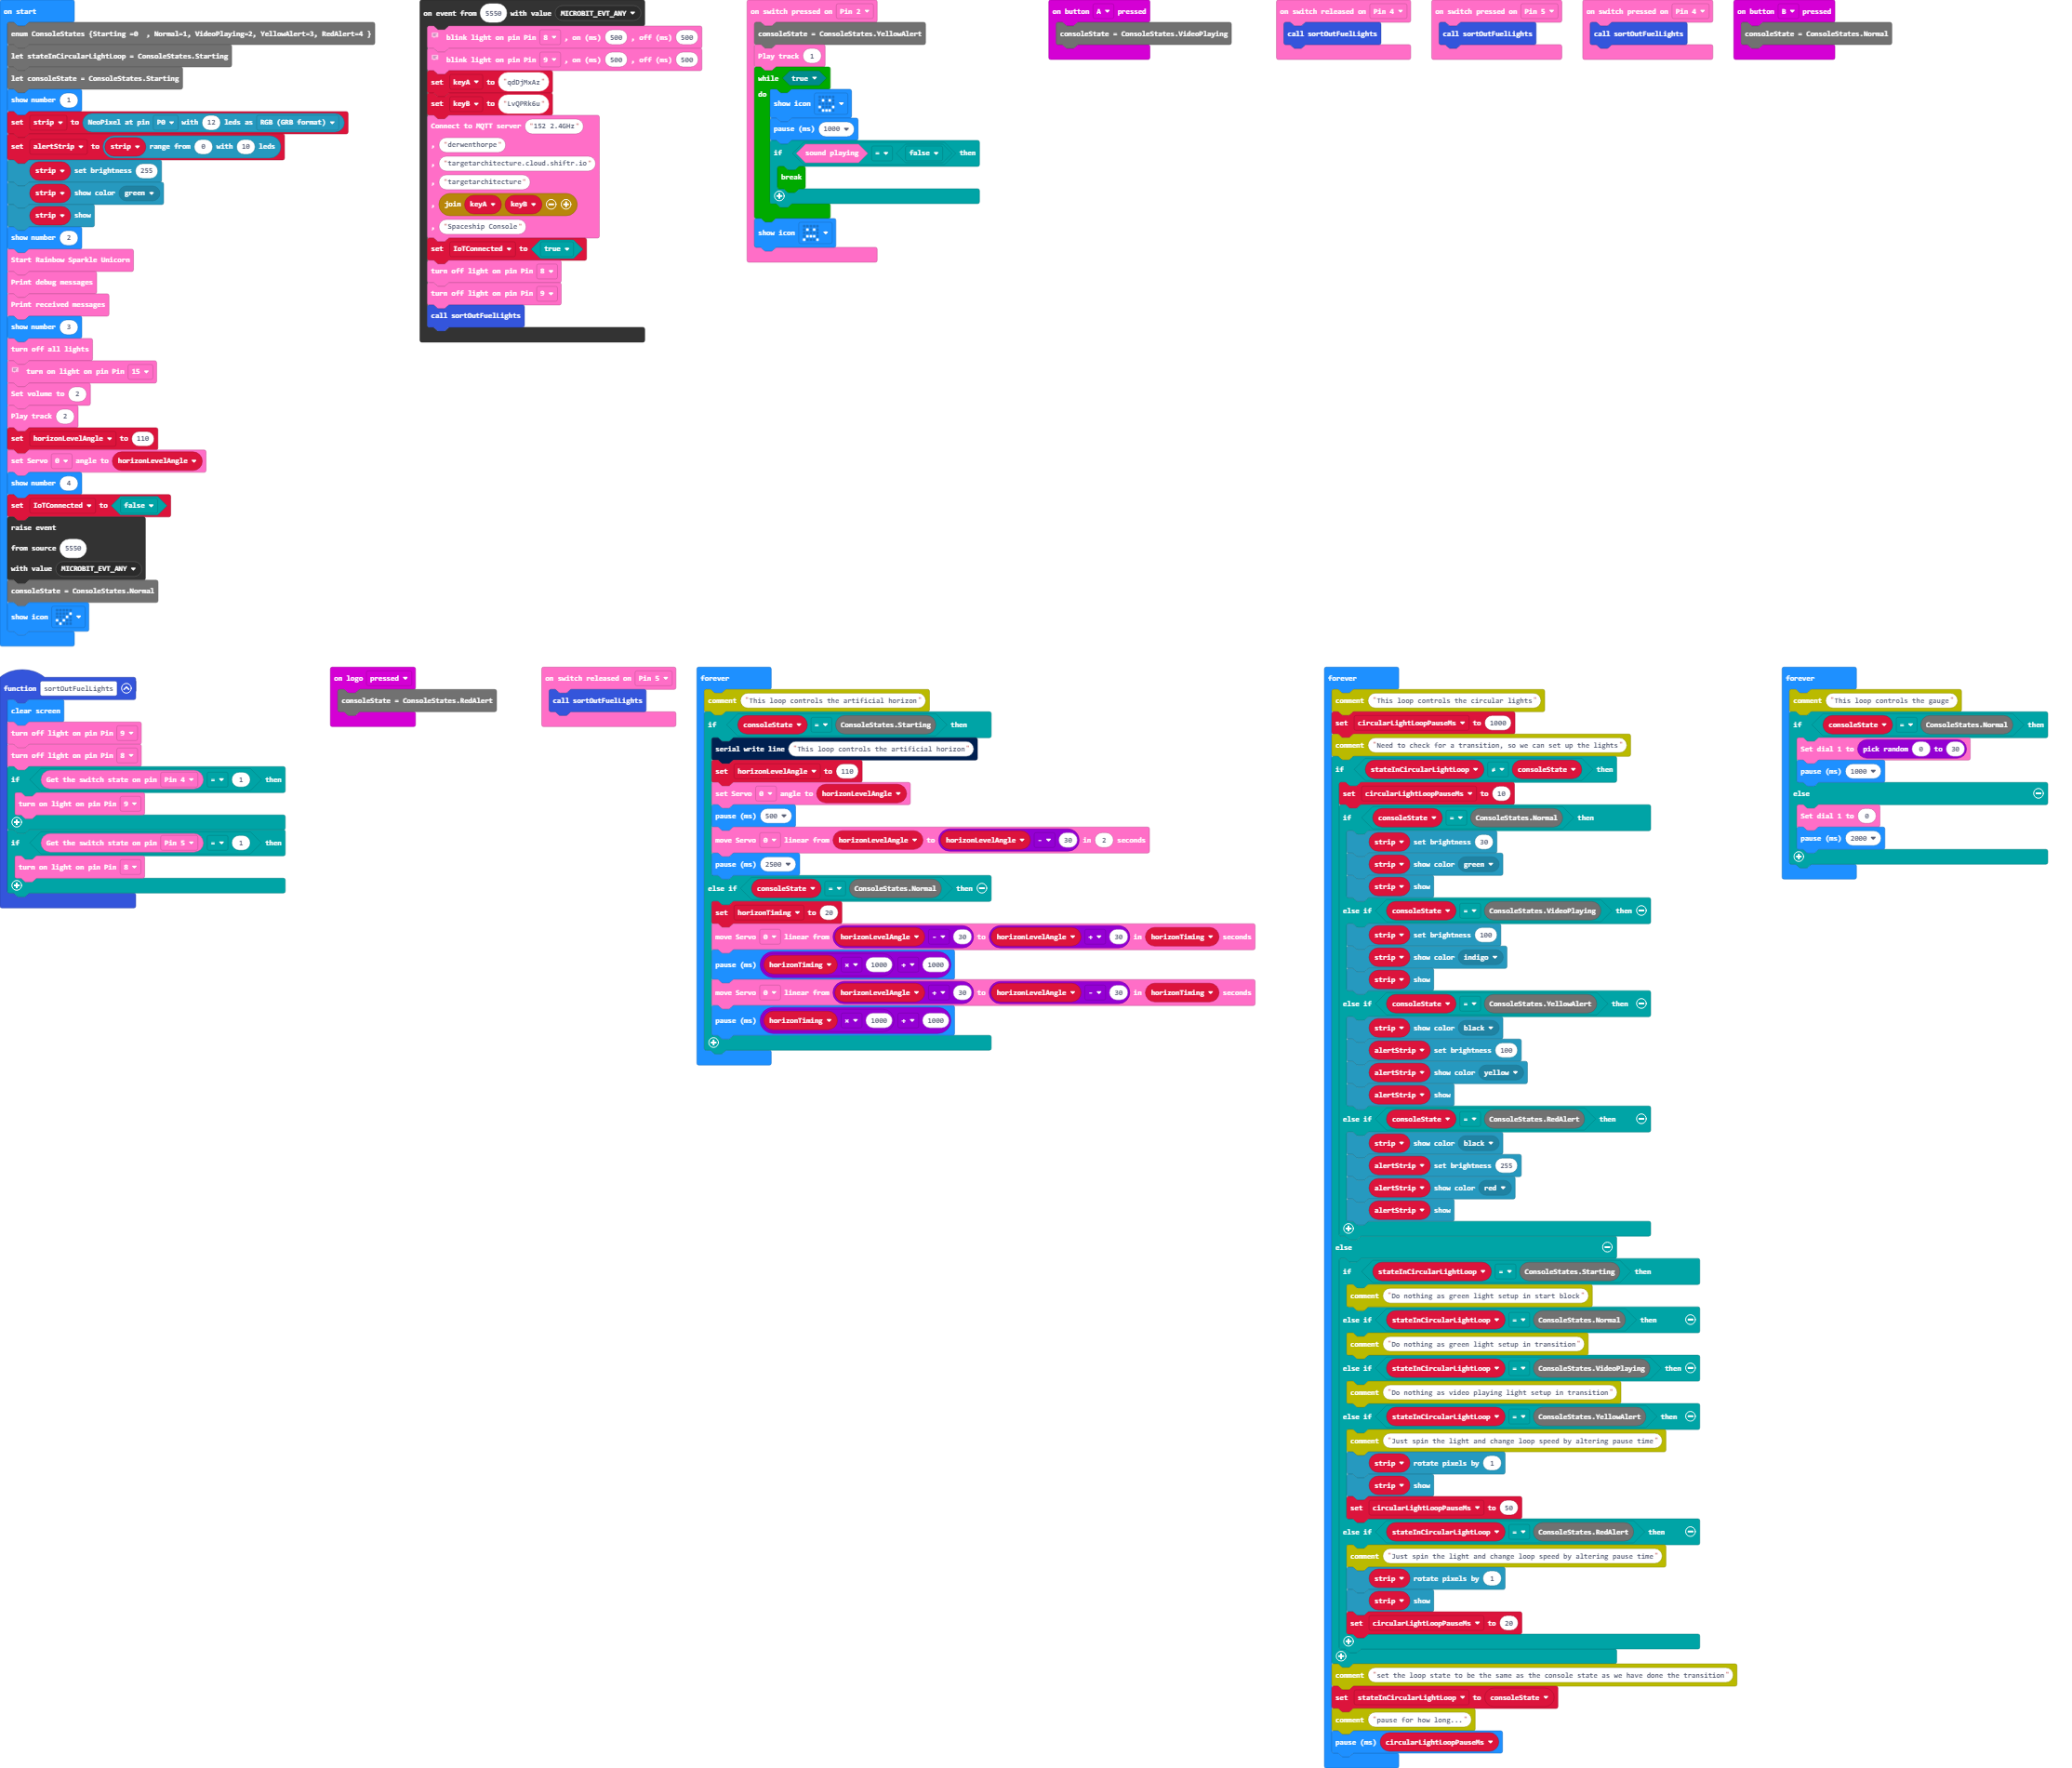 on start
enum ConsoleStates {Starting =0 , Normal=1, VideoPlaying=2, YellowAlert=3, RedAlert=4 }
let stateInCircularLightLoop = ConsoleStates.Starting
let consoleState = ConsoleStates.Starting
show number 1
set strip to NeoPixel at pin P0 with 12 leds as RGB (GRB format)
set alertStrip to strip range from 0 with 10 leds
strip set brightness 255
strip show color green
strip show
show number 2
Start Rainbow Sparkle Unicorn
Print debug messages
Print received messages
show number 3
turn off all lights
turn on light on pin Pin 15
Set volume to 2
Play track 2
set horizonLevelAngle to 110
set Servo 0 angle to horizonLevelAngle
show number 4
set IoTConnected to false
raise event
from source 5550
with value MICROBIT_EVT_ANY
consoleState = ConsoleStates.Normal
show icon
on event from 5550 with value MICROBIT_EVT_ANY
blink light on pin Pin 8 , on (ms) 500 , off (ms) 500
blink light on pin Pin 9 , on (ms) 500 , off (ms) 500
set keyA to "qdDjMxAz"
set keyB to "LvQPRk6u"
Connect to MQTT server "152 2.4GHz"
, "derwenthorpe"
, "targetarchitecture.cloud.shiftr.io"
, "targetarchitecture"
, join keyA keyB
, "Spaceship Console"
set IoTConnected to true
turn off light on pin Pin 8
turn off light on pin Pin 9
call sortOutFuelLights
on switch pressed on Pin 2
consoleState = ConsoleStates.YellowAlert
Play track 1
while true
do
show icon
pause (ms) 1000
if sound playing = false then
break
show icon
on button A pressed
consoleState = ConsoleStates.VideoPlaying
on switch released on Pin 4
call sortOutFuelLights
on switch pressed on Pin 5
call sortOutFuelLights
on switch pressed on Pin 4
call sortOutFuelLights
on button B pressed
consoleState = ConsoleStates.Normal
function sortOutFuelLights
clear screen
turn off light on pin Pin 9
turn off light on pin Pin 8
if Get the switch state on pin Pin 4 = 1 then
turn on light on pin Pin 9
if Get the switch state on pin Pin 5 = 1 then
turn on light on pin Pin 8
on logo pressed
consoleState = ConsoleStates.RedAlert
on switch released on Pin 5
call sortOutFuelLights
forever
comment "This loop controls the artificial horizon"
if consoleState = ConsoleStates.Starting then
serial write line "This loop controls the artificial horizon"
set horizonLevelAngle to 110
set Servo 0 angle to horizonLevelAngle
pause (ms) 500
move Servo 0 linear from horizonLevelAngle to horizonLevelAngle - 30 in 2 seconds
pause (ms) 2500
else if consoleState = ConsoleStates.Normal then
set horizonTiming to 20
move Servo 0 linear from horizonLevelAngle - 30 to horizonLevelAngle + 30 in horizonTiming seconds
pause (ms) horizonTiming × 1000 + 1000
move Servo 0 linear from horizonLevelAngle + 30 to horizonLevelAngle - 30 in horizonTiming seconds
pause (ms) horizonTiming × 1000 + 1000
forever
comment "This loop controls the circular lights"
set circularLightLoopPauseMs to 1000
comment "Need to check for a transition, so we can set up the lights"
if stateInCircularLightLoop ≠ consoleState then
set circularLightLoopPauseMs to 10
if consoleState = ConsoleStates.Normal then
strip set brightness 30
strip show color green
strip show
else if consoleState = ConsoleStates.VideoPlaying then
strip set brightness 100
strip show color indigo
strip show
else if consoleState = ConsoleStates.YellowAlert then
strip show color black
alertStrip set brightness 100
alertStrip show color yellow
alertStrip show
else if consoleState = ConsoleStates.RedAlert then
strip show color black
alertStrip set brightness 255
alertStrip show color red
alertStrip show
else
if stateInCircularLightLoop = ConsoleStates.Starting then
comment "Do nothing as green light setup in start block"
else if stateInCircularLightLoop = ConsoleStates.Normal then
comment "Do nothing as green light setup in transition"
else if stateInCircularLightLoop = ConsoleStates.VideoPlaying then
comment "Do nothing as video playing light setup in transition"
else if stateInCircularLightLoop = ConsoleStates.YellowAlert then
comment "Just spin the light and change loop speed by altering pause time"
strip rotate pixels by 1
strip show
set circularLightLoopPauseMs to 50
else if stateInCircularLightLoop = ConsoleStates.RedAlert then
comment "Just spin the light and change loop speed by altering pause time"
strip rotate pixels by 1
strip show
set circularLightLoopPauseMs to 20
comment "set the loop state to be the same as the console state as we have done the transition"
set stateInCircularLightLoop to consoleState
comment "pause for how long..."
pause (ms) circularLightLoopPauseMs
forever
comment "This loop controls the gauge"
if consoleState = ConsoleStates.Normal then
Set dial 1 to pick random 0 to 30
pause (ms) 1000
else
Set dial 1 to 0
pause (ms) 2000